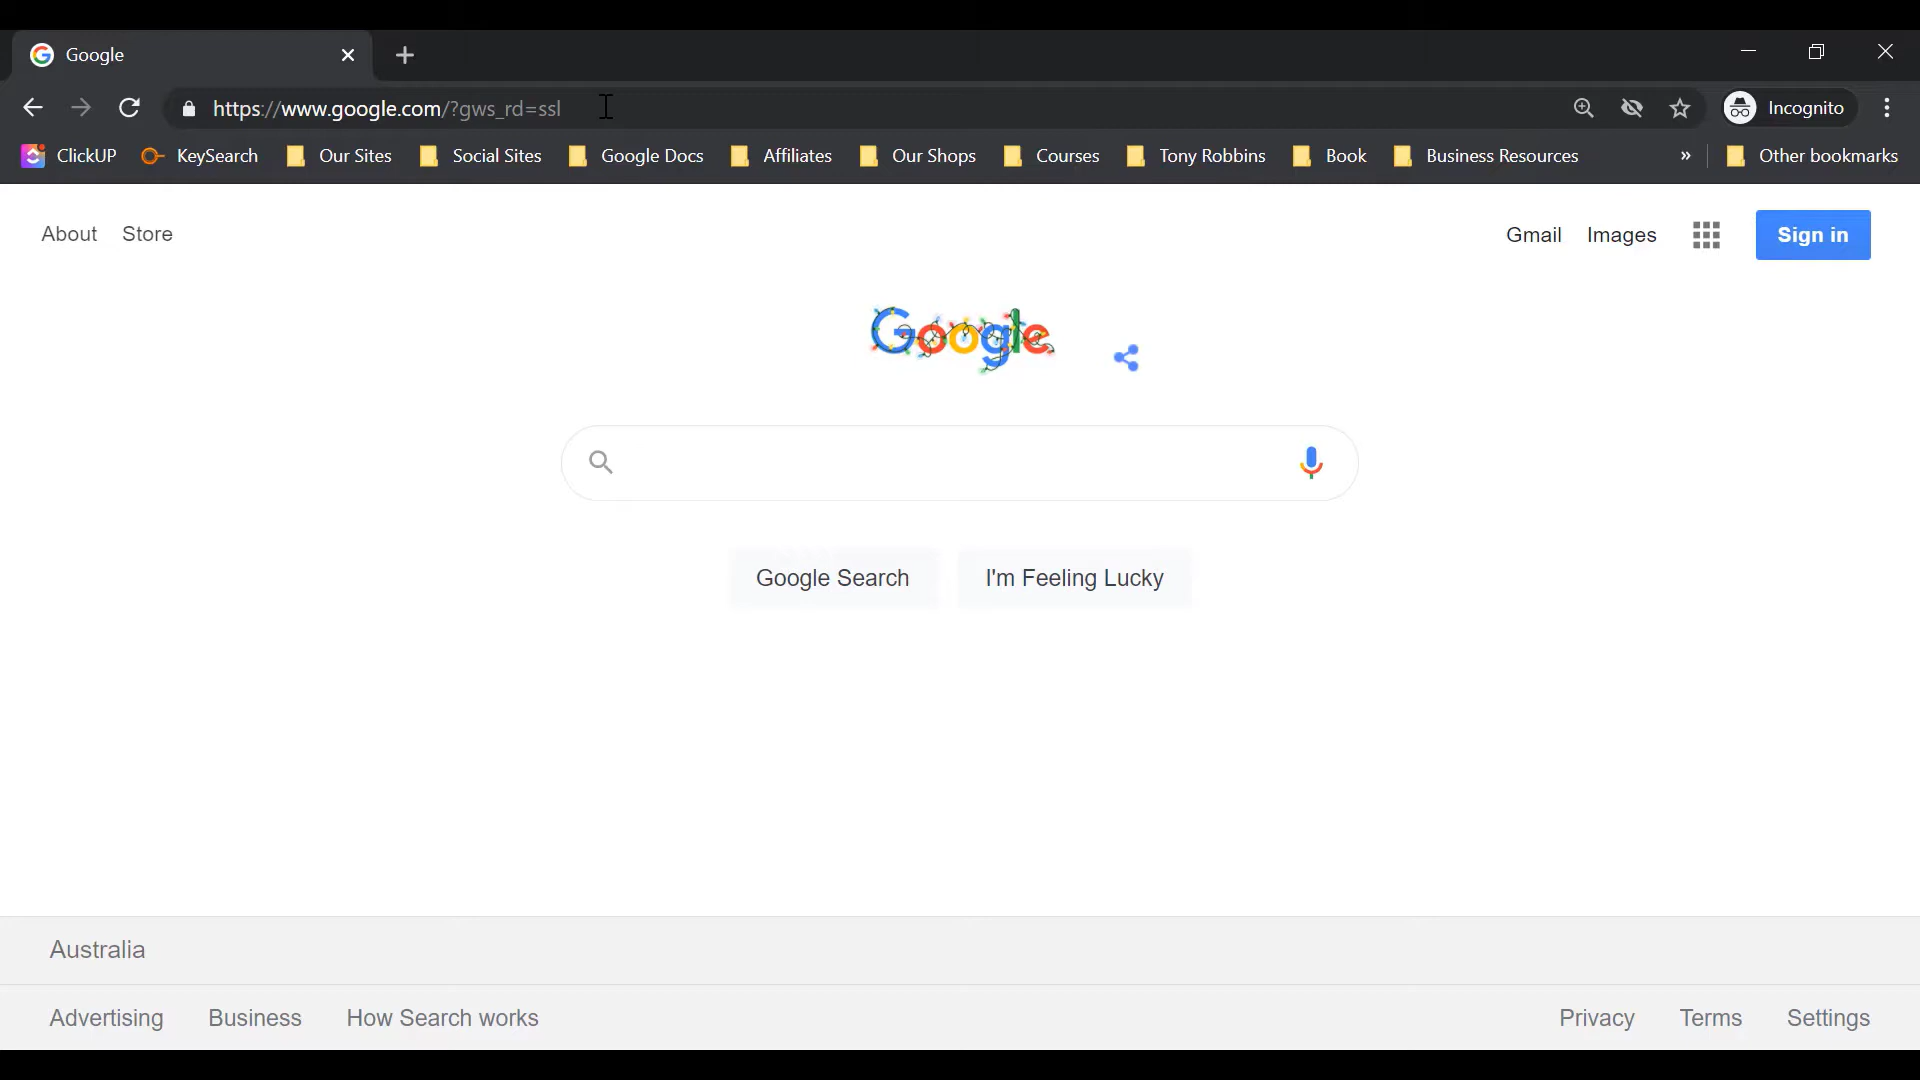 Google
https://www.google.com/?gws_rd=ssl
Incognito
ClickUP KeySearch Our Sites Social Sites Google Docs Affiliates Our Shops Courses Tony Robbins Book Business Resources » Other bookmarks
About Store Gmail Images Sign in
Google
Google Search I'm Feeling Lucky
Australia
Advertising Business How Search works Privacy Terms Settings